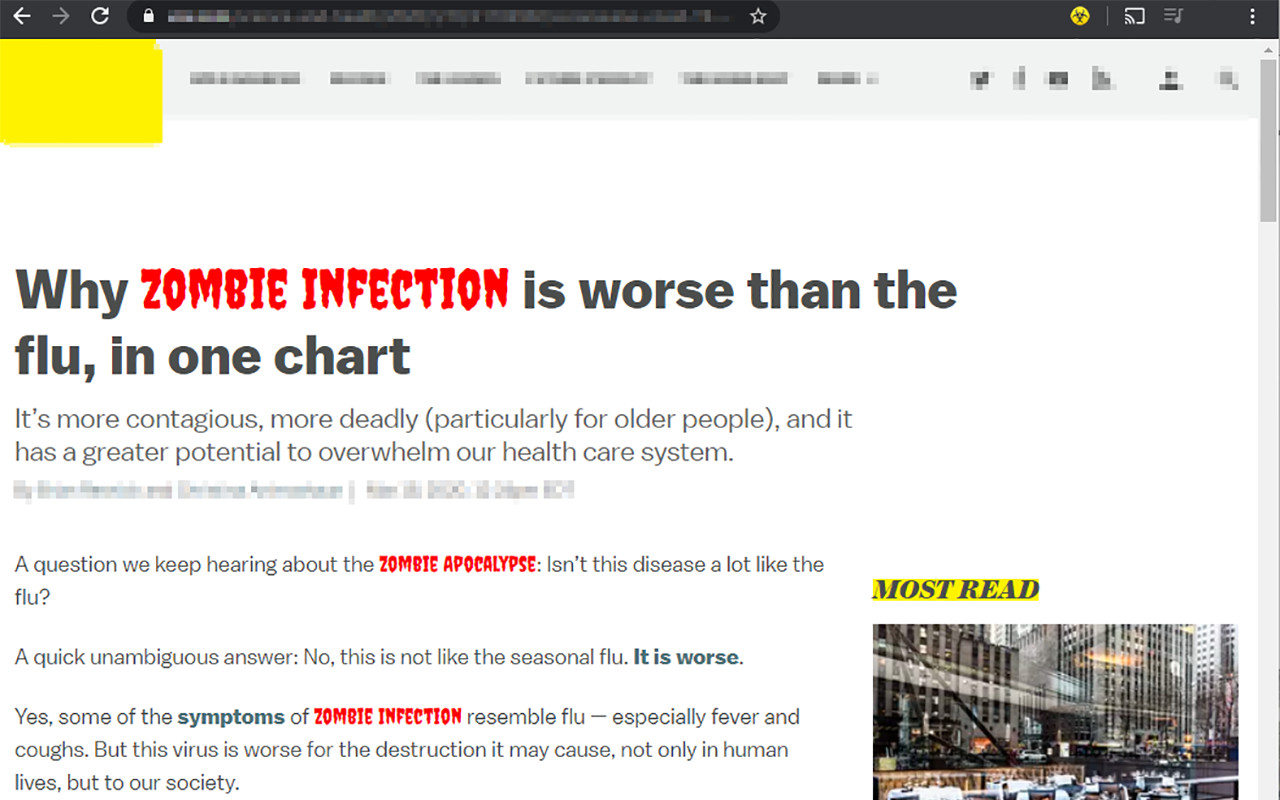 Why ZOMBIE INFECTION is worse than the
flu, in one chart
It’s more contagious, more deadly (particularly for older people), and it
has a greater potential to overwhelm our health care system.
A question we keep hearing about the ZOMBIE APOCALYPSE: Isn’t this disease a lot like the
flu?
MOST READ
A quick unambiguous answer: No, this is not like the seasonal flu. It is worse.
Yes, some of the symptoms of ZOMBIE INFECTION resemble flu — especially fever and
coughs. But this virus is worse for the destruction it may cause, not only in human
lives, but to our society.